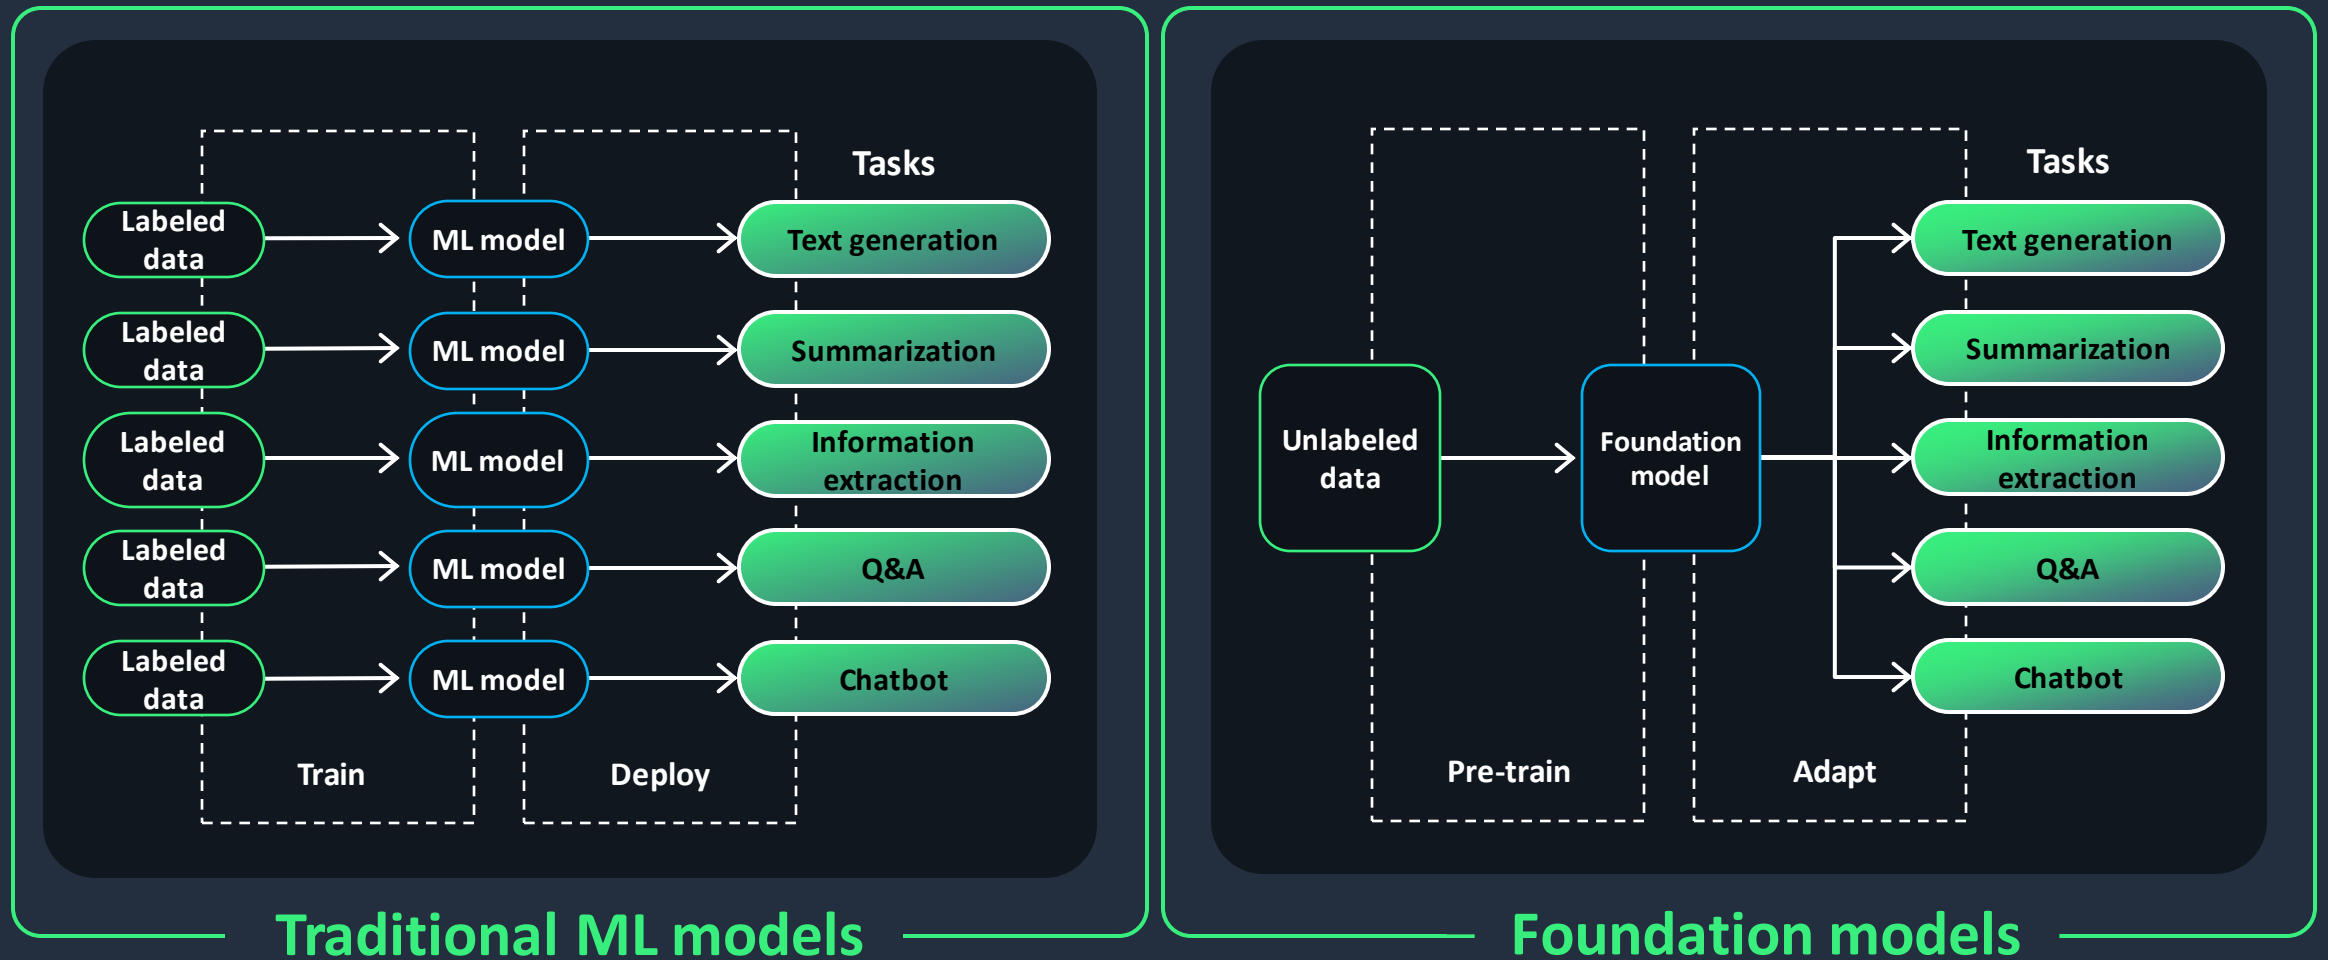 Tasks
Labeled
data
ML model
Text generation
Labeled
data
ML model
Summarization
Labeled
data
ML model
Information
extraction
Labeled
data
ML model
Q&A
Labeled
data
ML model
Chatbot
Train
Deploy
Traditional ML models
Tasks
Unlabeled
data
Foundation
model
Text generation
Summarization
Information
extraction
Q&A
Chatbot
Pre-train
Adapt
Foundation models